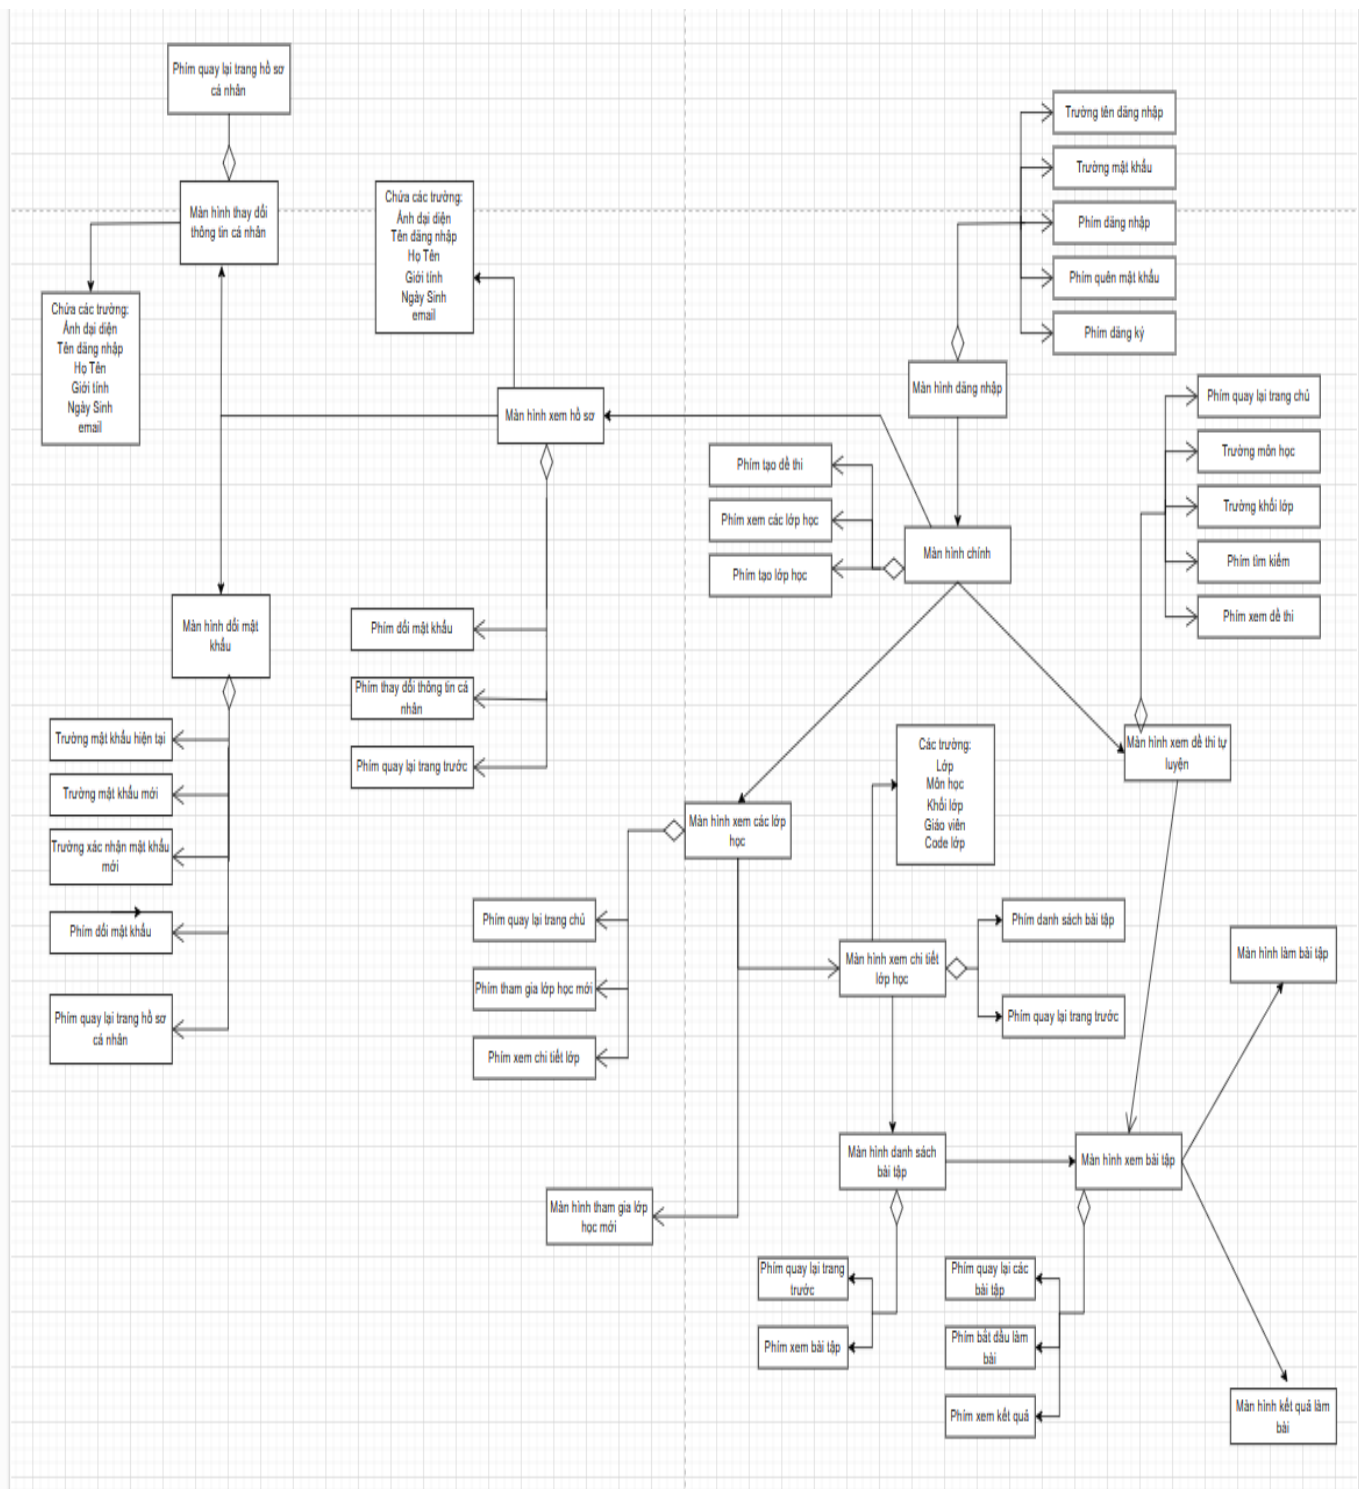 Phím quay lại trang hồ sơ
cá nhân
Màn hình thay đổi
thông tin cá nhân
Chứa các trường:
Ảnh đại diện
Tên đăng nhập
Họ Tên
Giới tính
Ngày Sinh
email
Chứa các trường:
Ảnh đại diện
Tên đăng nhập
Họ Tên
Giới tính
Ngày Sinh
email
Trường tên đăng nhập
Trường mật khẩu
Phím đăng nhập
Phím quên mật khẩu
Phím đăng ký
Màn hình đăng nhập
Màn hình xem hồ sơ
Phím quay lại trang chủ
Trường môn học
Trường khối lớp
Phím tìm kiếm
Phím xem đề thi
Phím tạo đề thi
Phím xem các lớp học
Phím tạo lớp học
Màn hình chính
Màn hình đổi mật
khẩu
Phím đổi mật khẩu
Phím thay đổi thông tin cá
nhân
Phím quay lại trang trước
Trường mật khẩu hiện tại
Trường mật khẩu mới
Trường xác nhận mật khẩu
mới
Phím đổi mật khẩu
Phím quay lại trang hồ sơ
cá nhân
Màn hình xem đề thi tự
luyện
Các trường:
Lớp
Môn học
Khối lớp
Giáo viên
Code lớp
Màn hình xem các lớp
học
Phím quay lại trang chủ
Phím tham gia lớp học mới
Phím xem chi tiết lớp
Màn hình xem chi tiết
lớp học
Phím danh sách bài tập
Phím quay lại trang trước
Màn hình làm bài tập
Màn hình danh sách
bài tập
Màn hình xem bài tập
Màn hình tham gia lớp
học mới
Phím quay lại trang
trước
Phím xem bài tập
Phím quay lại các
bài tập
Phím bắt đầu làm
bài
Phím xem kết quả
Màn hình kết quả làm
bài